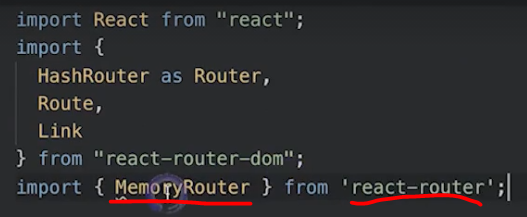 import React from "react";
import {
HashRouter as Router,
Route,
Link
} from "react-router-dom";
import { MemoryRouter } from 'react-router';